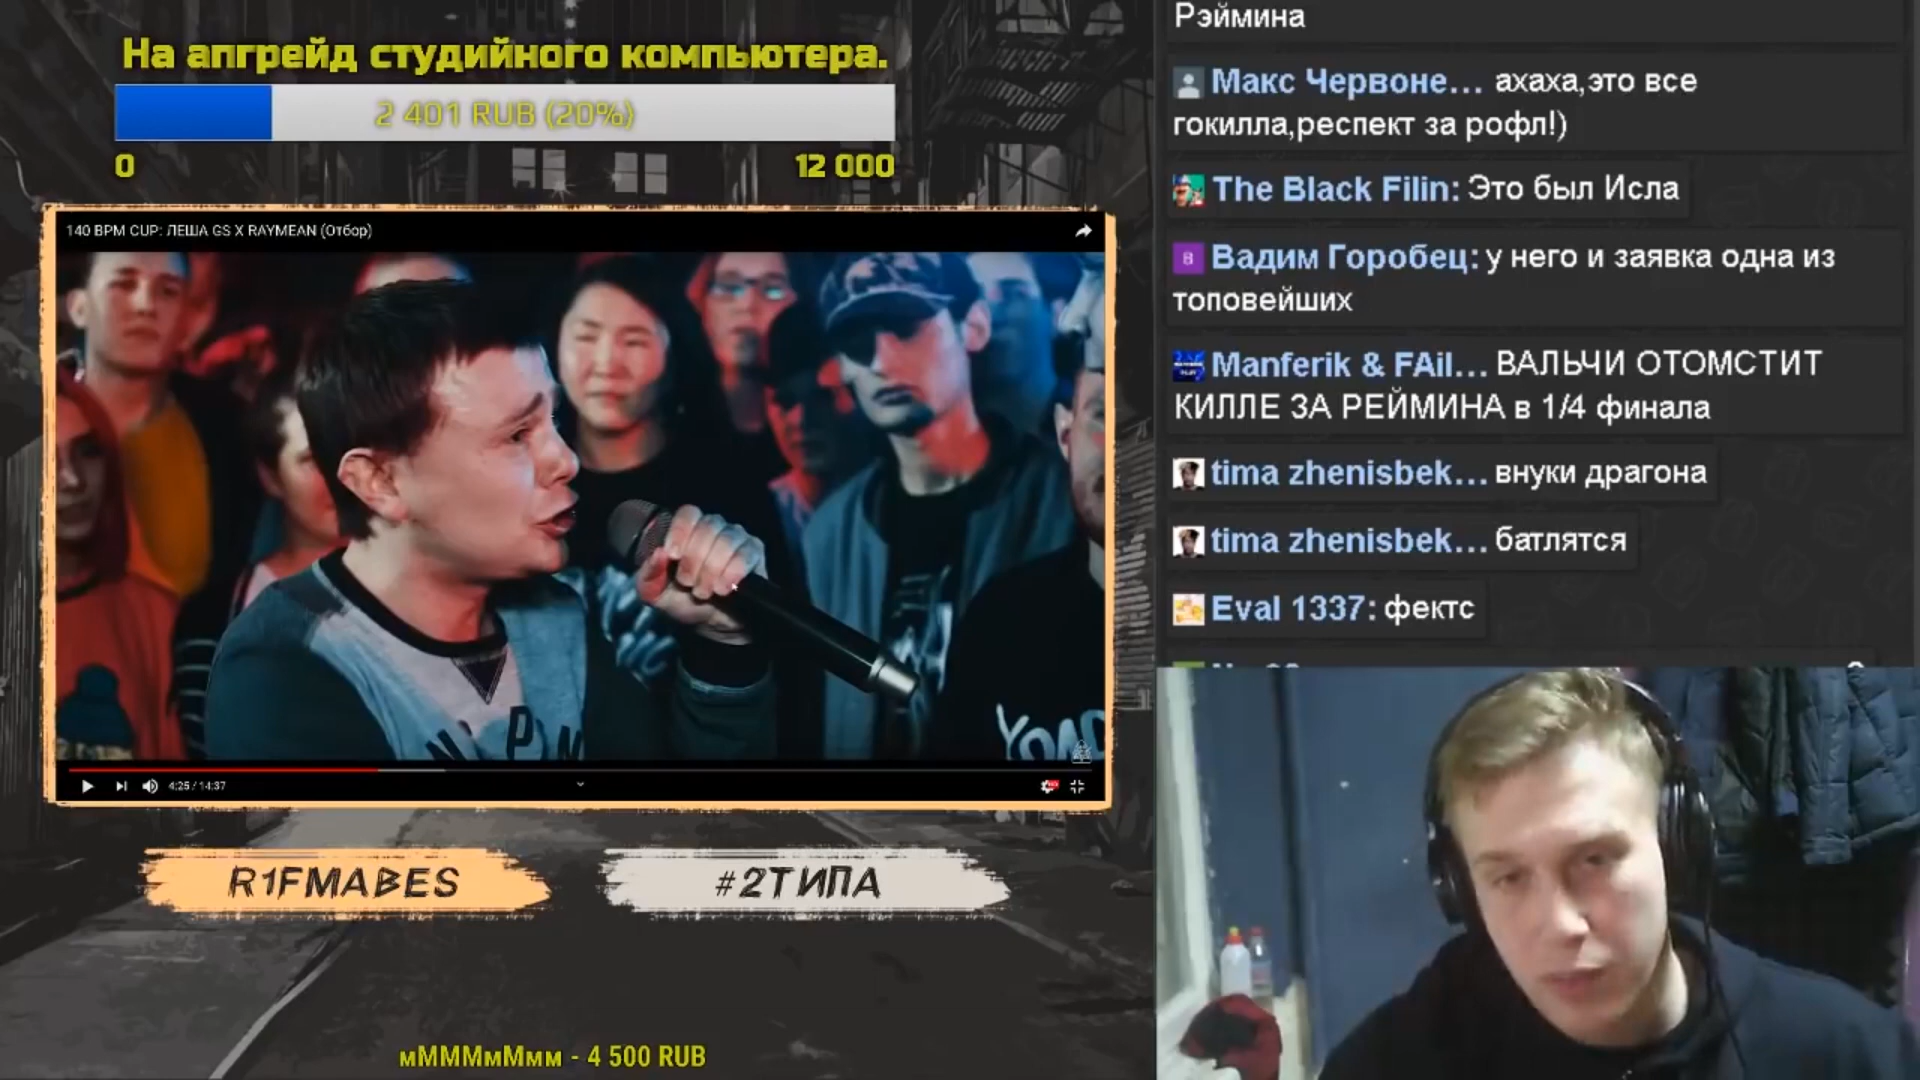 На апгрейд студийного компьютера.
2 401 RUB (20%)
0
12 000
140 BPM CUP: ЛЕША GS X RAYMEAN (Отбор)
4:25 / 14:37
R1FMABES
#2ТИПА
мМММмМмм - 4 500 RUB
Рэймина
Макс Червоне… ахаха,это все
гокилла,респект за рофл!)
The Black Filin: Это был Исла
В
Вадим Горобец: у него и заявка одна из
топовейших
Manferik & FAil… ВАЛЬЧИ ОТОМСТИТ
КИЛЛЕ ЗА РЕЙМИНА в 1/4 финала
tima zhenisbek… внуки драгона
tima zhenisbek… батлятся
Eval 1337: фектс